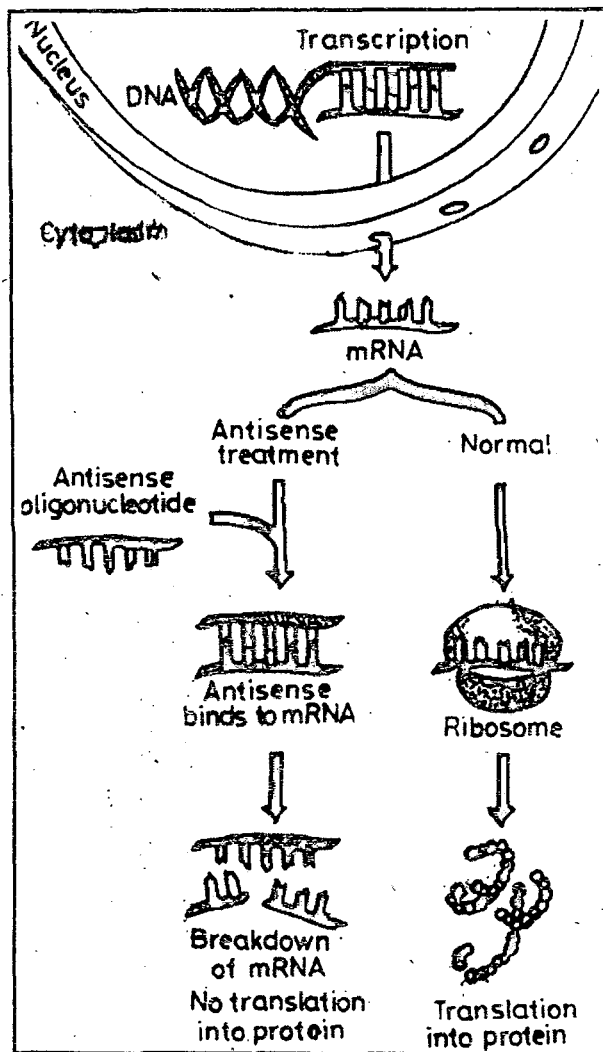 Nucleus
Transcription
DNA
Cytoplasm
mRNA
Antisense
treatment
Normal
Antisense
oligonucleotide
Antisense
binds to mRNA
Ribosome
Breakdown
of mRNA
No translation
into protein
Translation
into protein